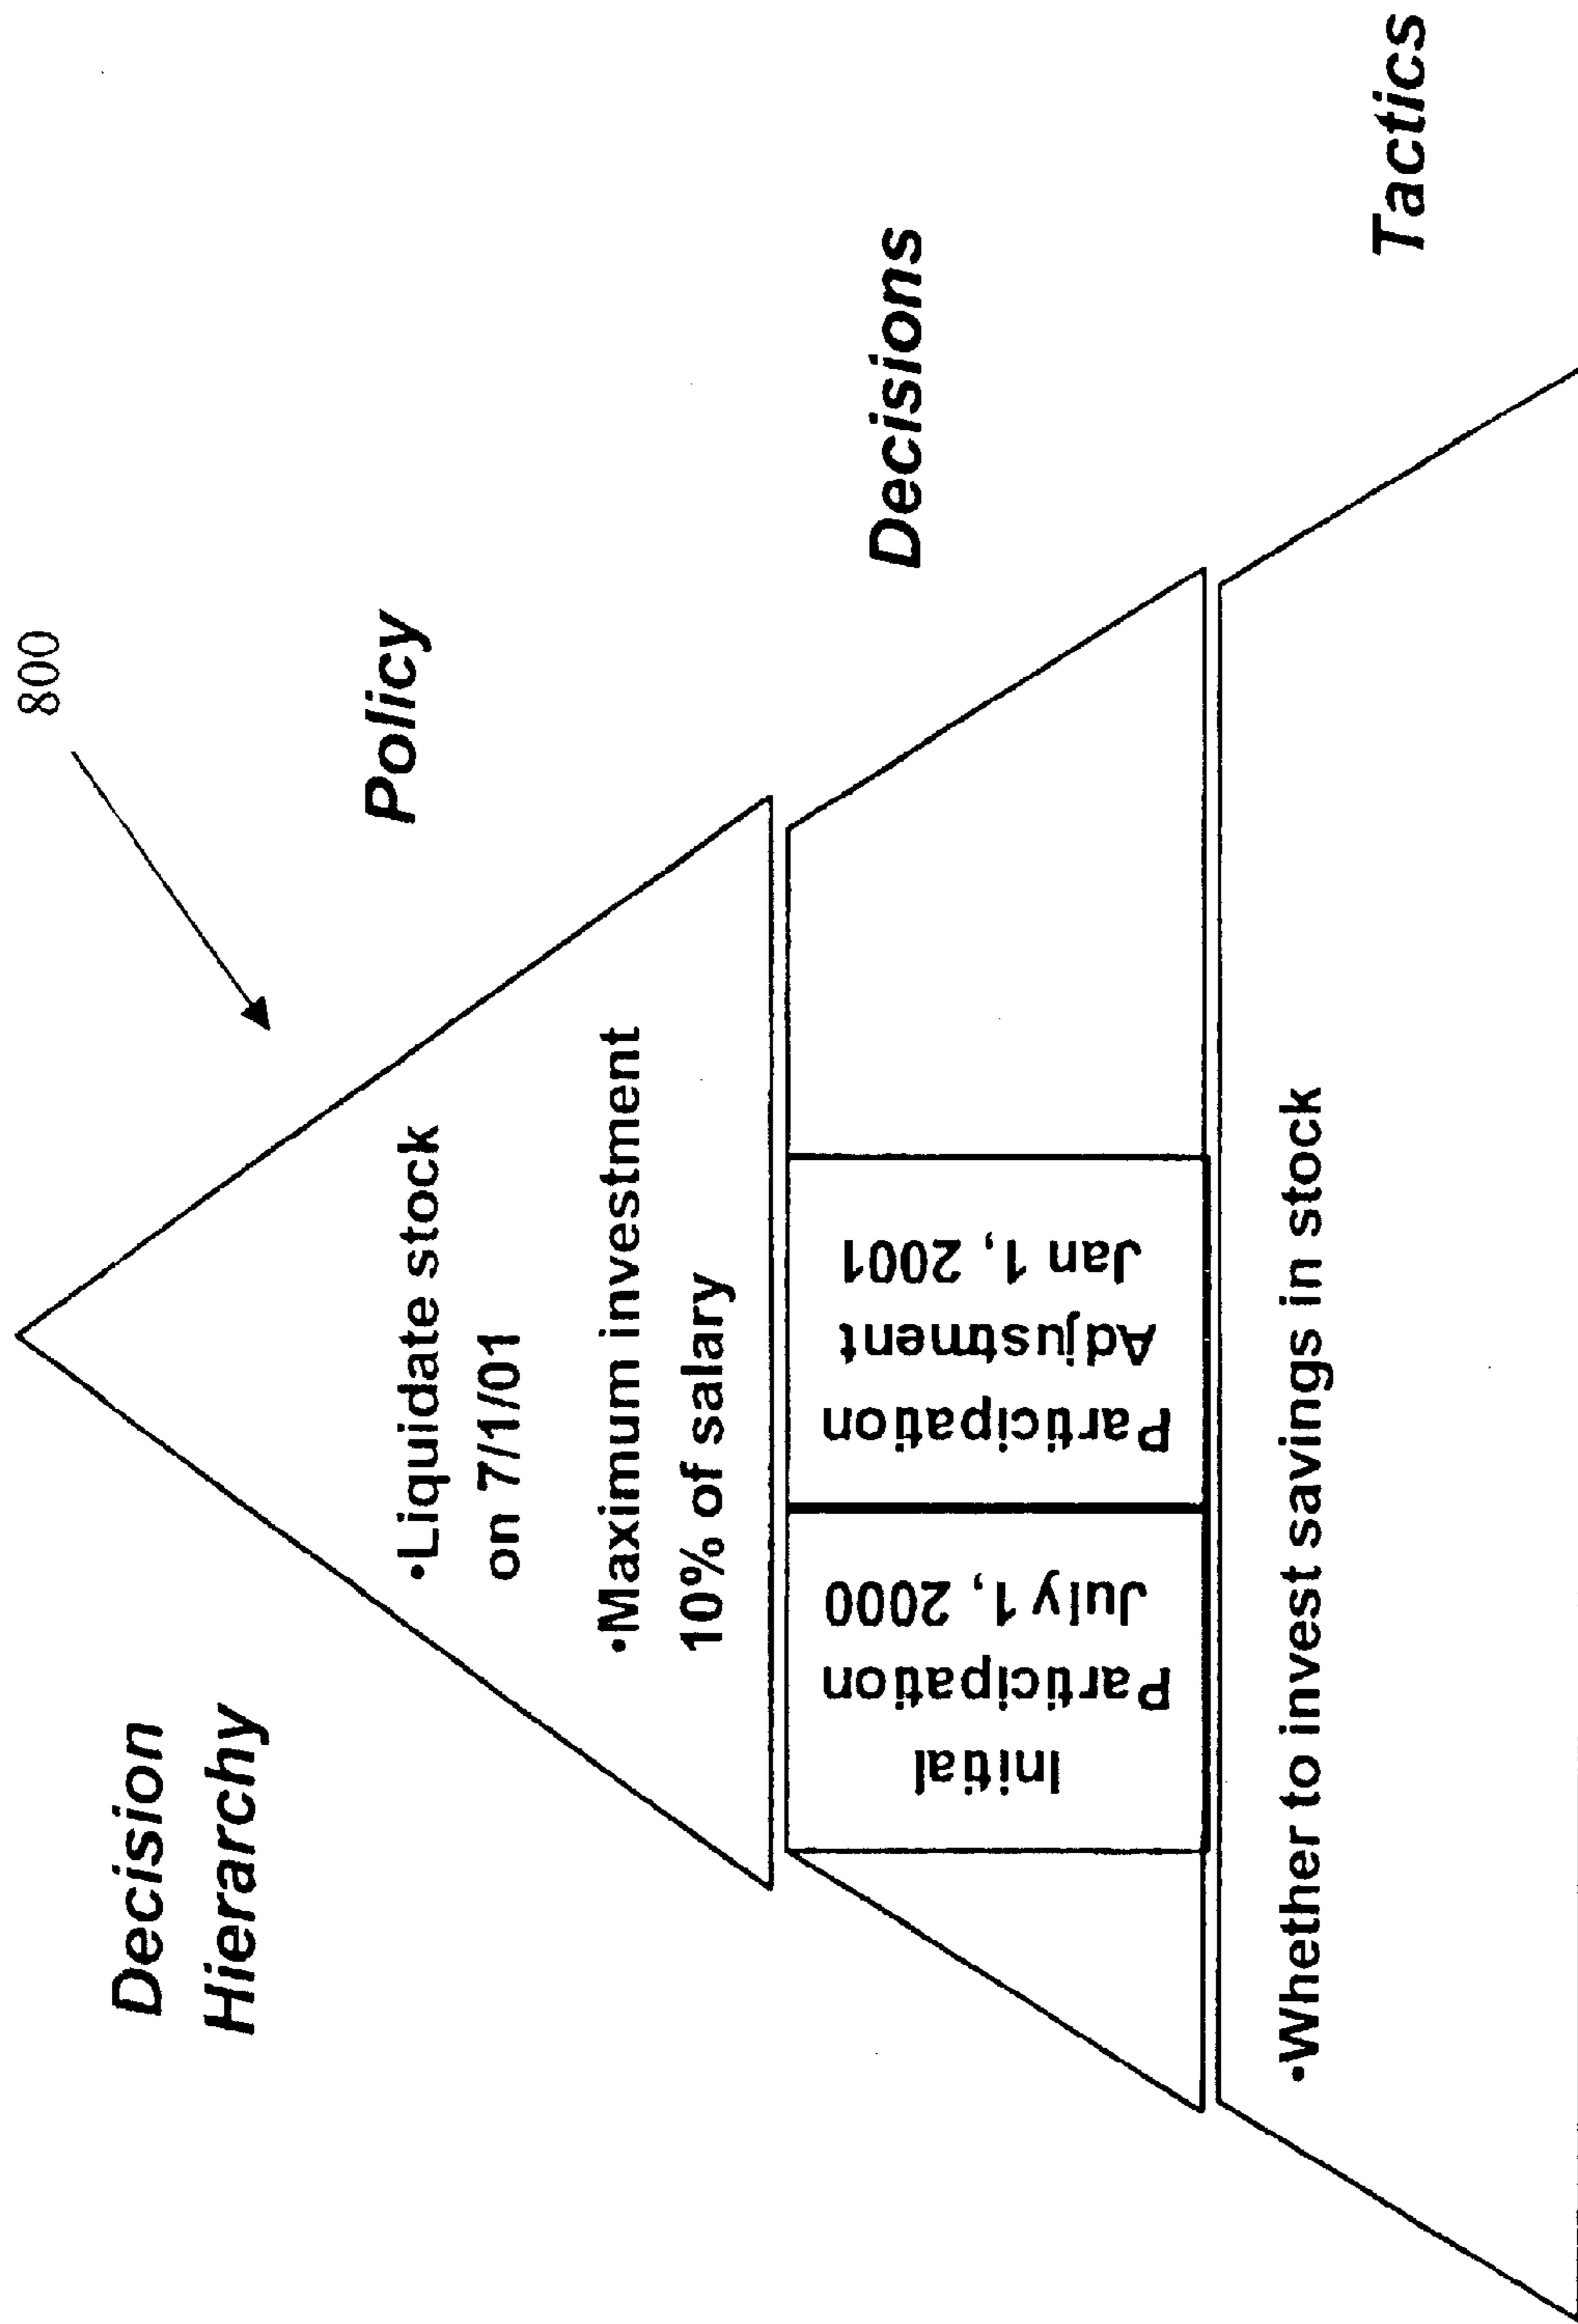 Decision
Hierarchy
800
Policy
•Liquidate stock
on 7/1/01
•Maximum investment
10% of salary
Decisions
Initial
Participation
July 1, 2000
Participation
Adjustment
Jan 1, 2001
Tactics
•Whether to invest savings in stock